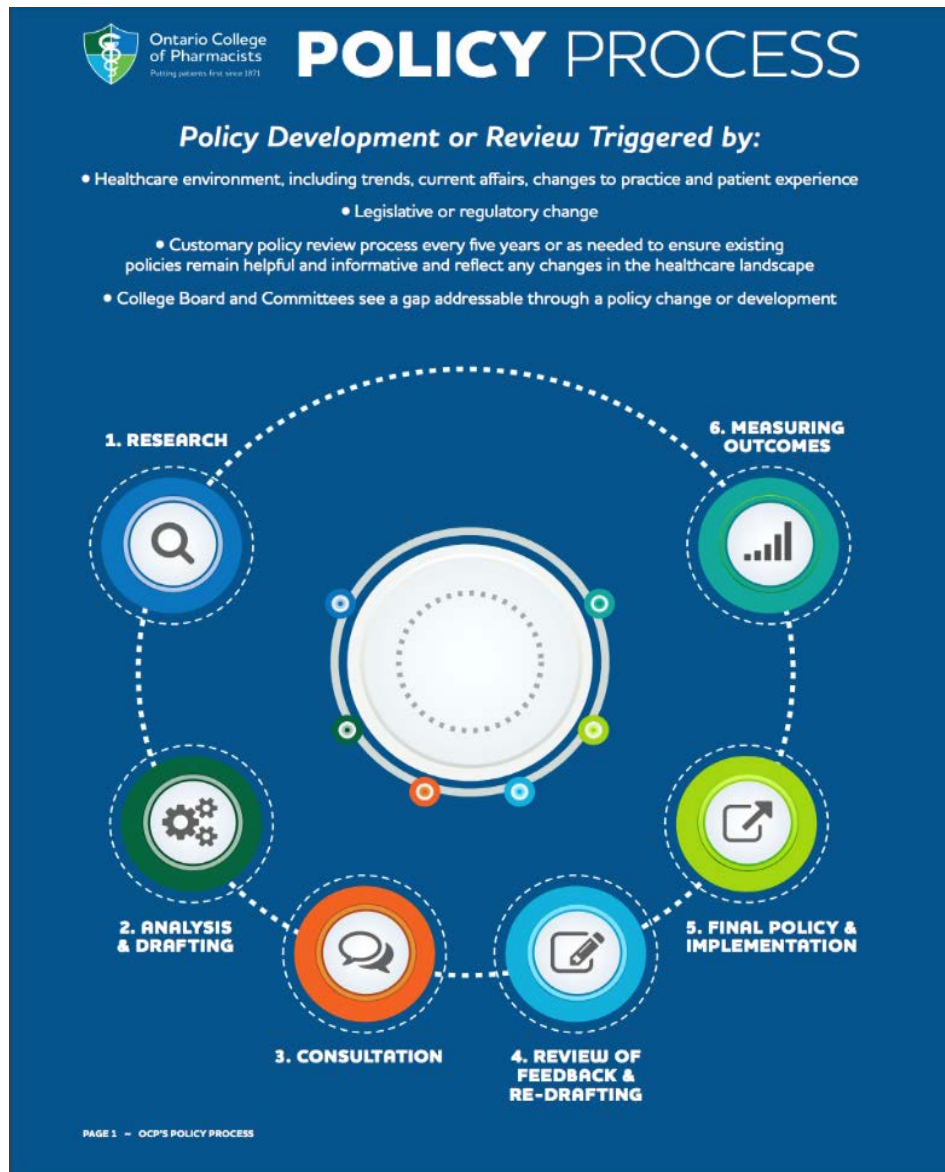 Ontario College
of Pharmacists
Putting patients first since 1871
POLICY PROCESS
Policy Development or Review Triggered by:
• Healthcare environment, including trends, current affairs, changes to practice and patient experience
• Legislative or regulatory change
• Customary policy review process every five years or as needed to ensure existing
policies remain helpful and informative and reflect any changes in the healthcare landscape
• College Board and Committees see a gap addressable through a policy change or development
1. RESEARCH
6. MEASURING
OUTCOMES
2. ANALYSIS
& DRAFTING
5. FINAL POLICY &
IMPLEMENTATION
3. CONSULTATION
4. REVIEW OF
FEEDBACK &
RE-DRAFTING
PAGE 1 ~ OCP'S POLICY PROCESS